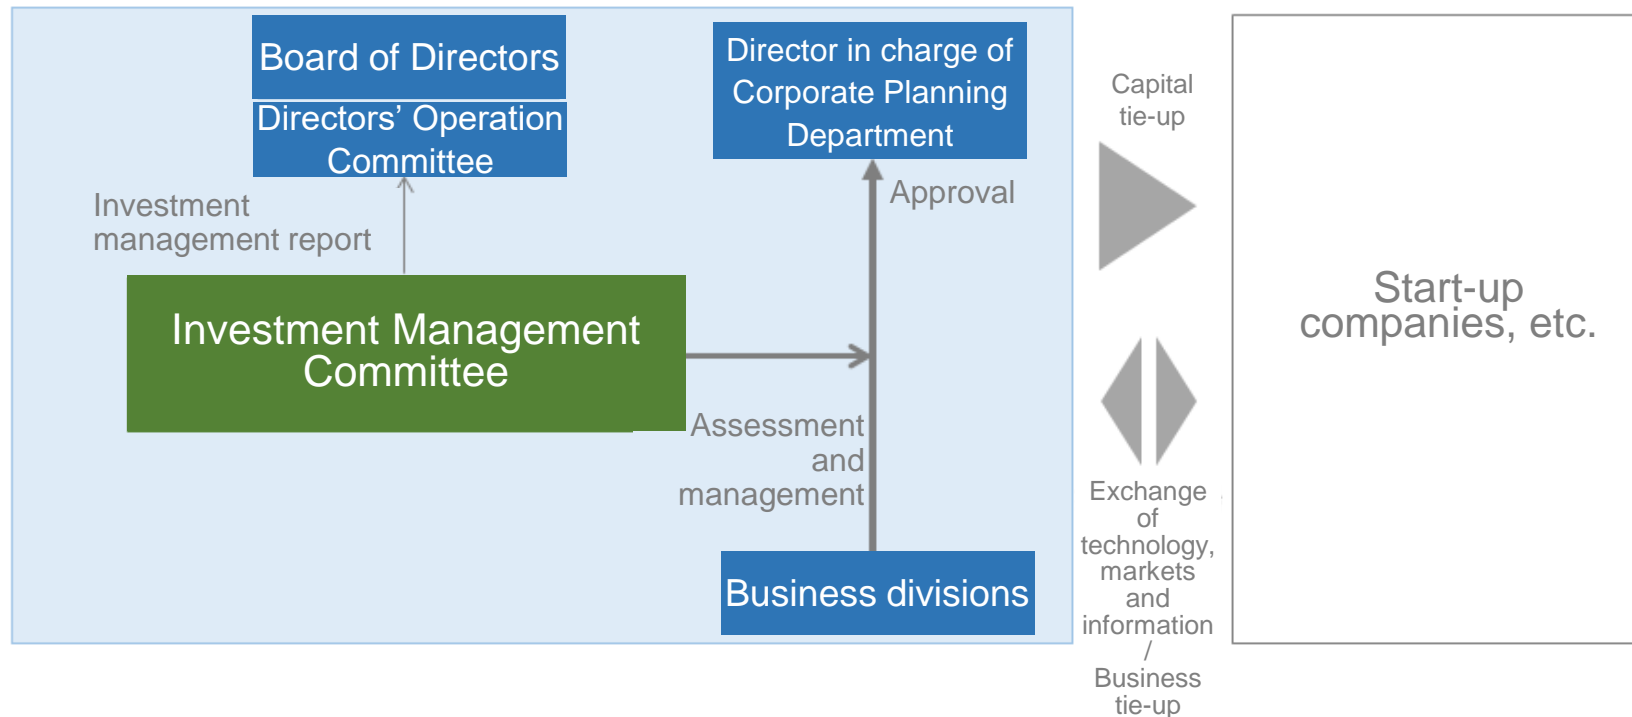 Board of Directors
Directors’ Operation
Committee
Director in charge of
Corporate Planning
Department
Investment
management report
Approval
Investment Management
Committee
Assessment
and
management
Business divisions
Capital
tie-up
Exchange
of
technology,
markets
and
information
/
Business
tie-up
Start-up
companies, etc.